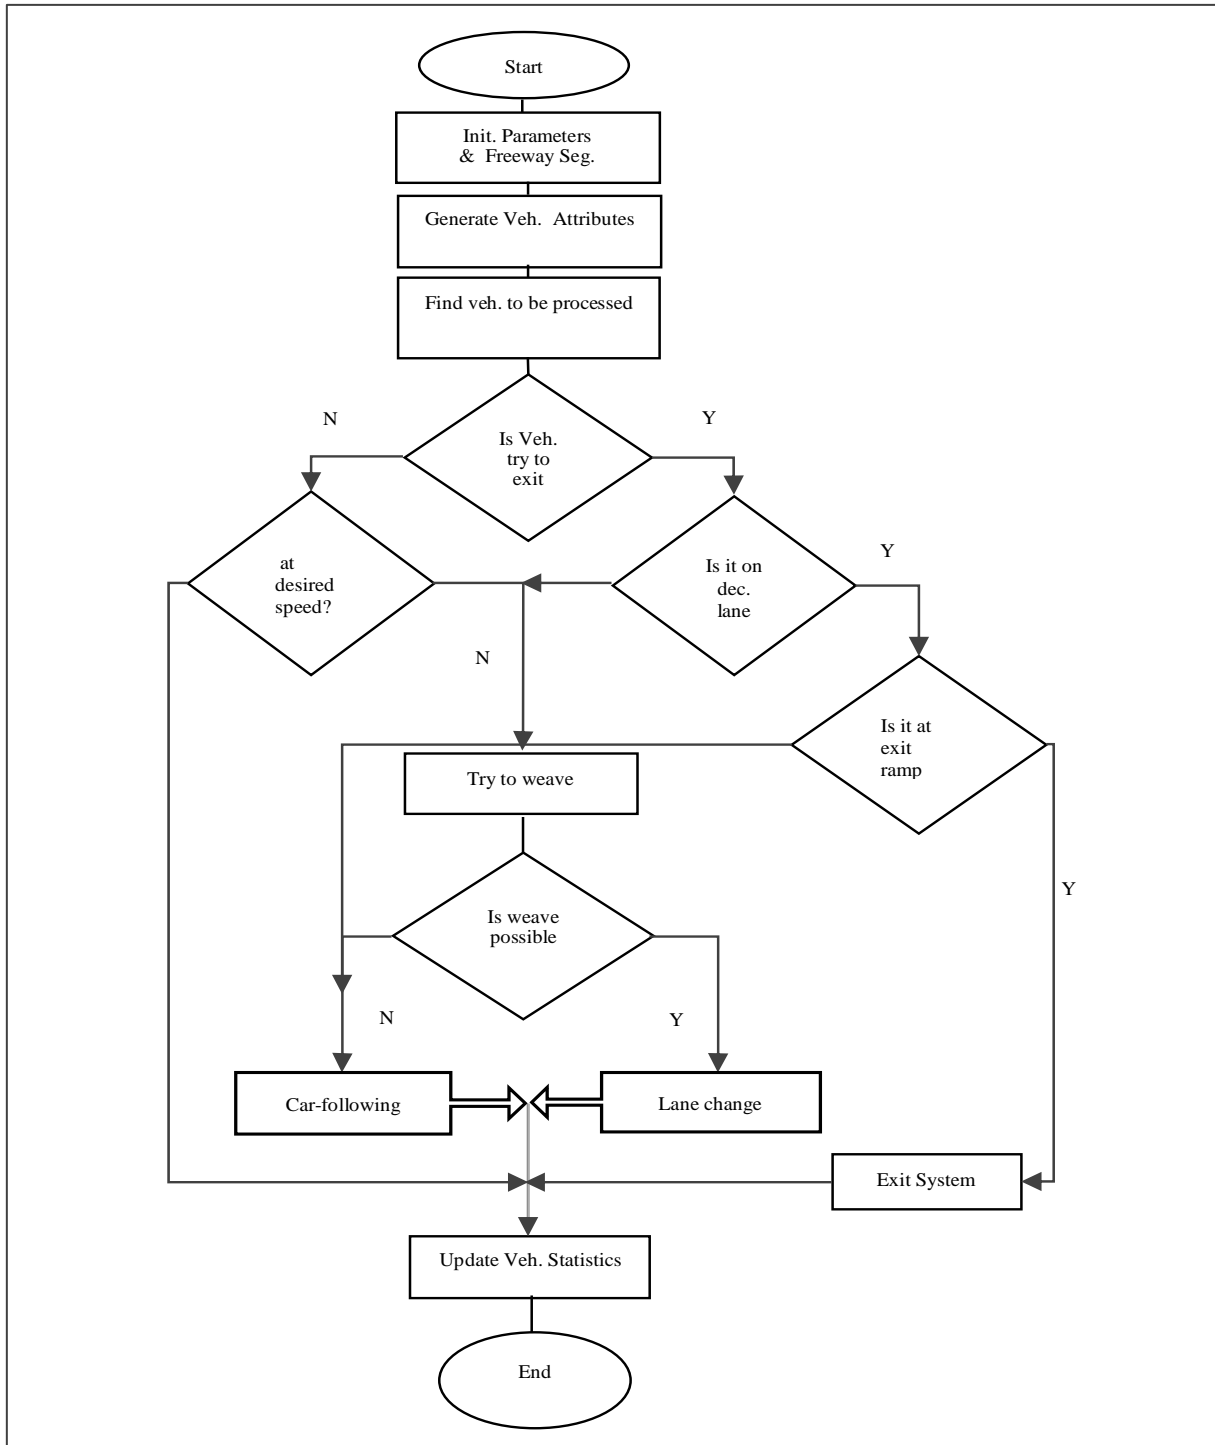 Start
Init. Parameters
& Freeway Seg.
Generate Veh. Attributes
Find veh. to be processed
N
Y
Is Veh.
try to
exit
at
desired
speed?
Is it on
dec.
lane
Y
N
Is it at
exit
ramp
Try to weave
Y
Is weave
possible
N
Y
Car-following
Lane change
Exit System
Update Veh. Statistics
End